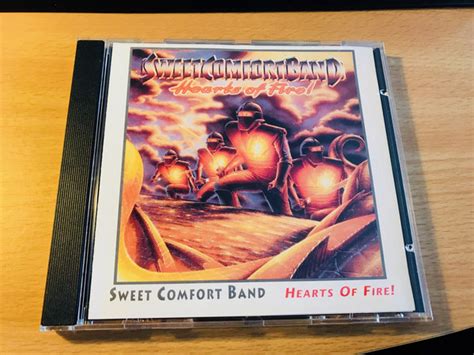 SWEET COMFORT BAND
Hearts of Fire!
SWEET COMFORT BAND HEARTS OF FIRE!